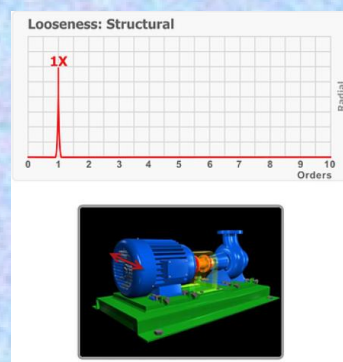 Looseness: Structural
1X
Radial
0 1 2 3 4 5 6 7 8 9 10
Orders